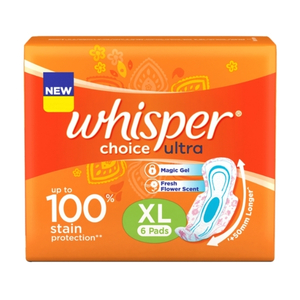 NEW
whisper®
choice ultra
Magic Gel
Fresh
Flower Scent
up to
100%
stain
protection**
XL
6 Pads
+50mm Longer^